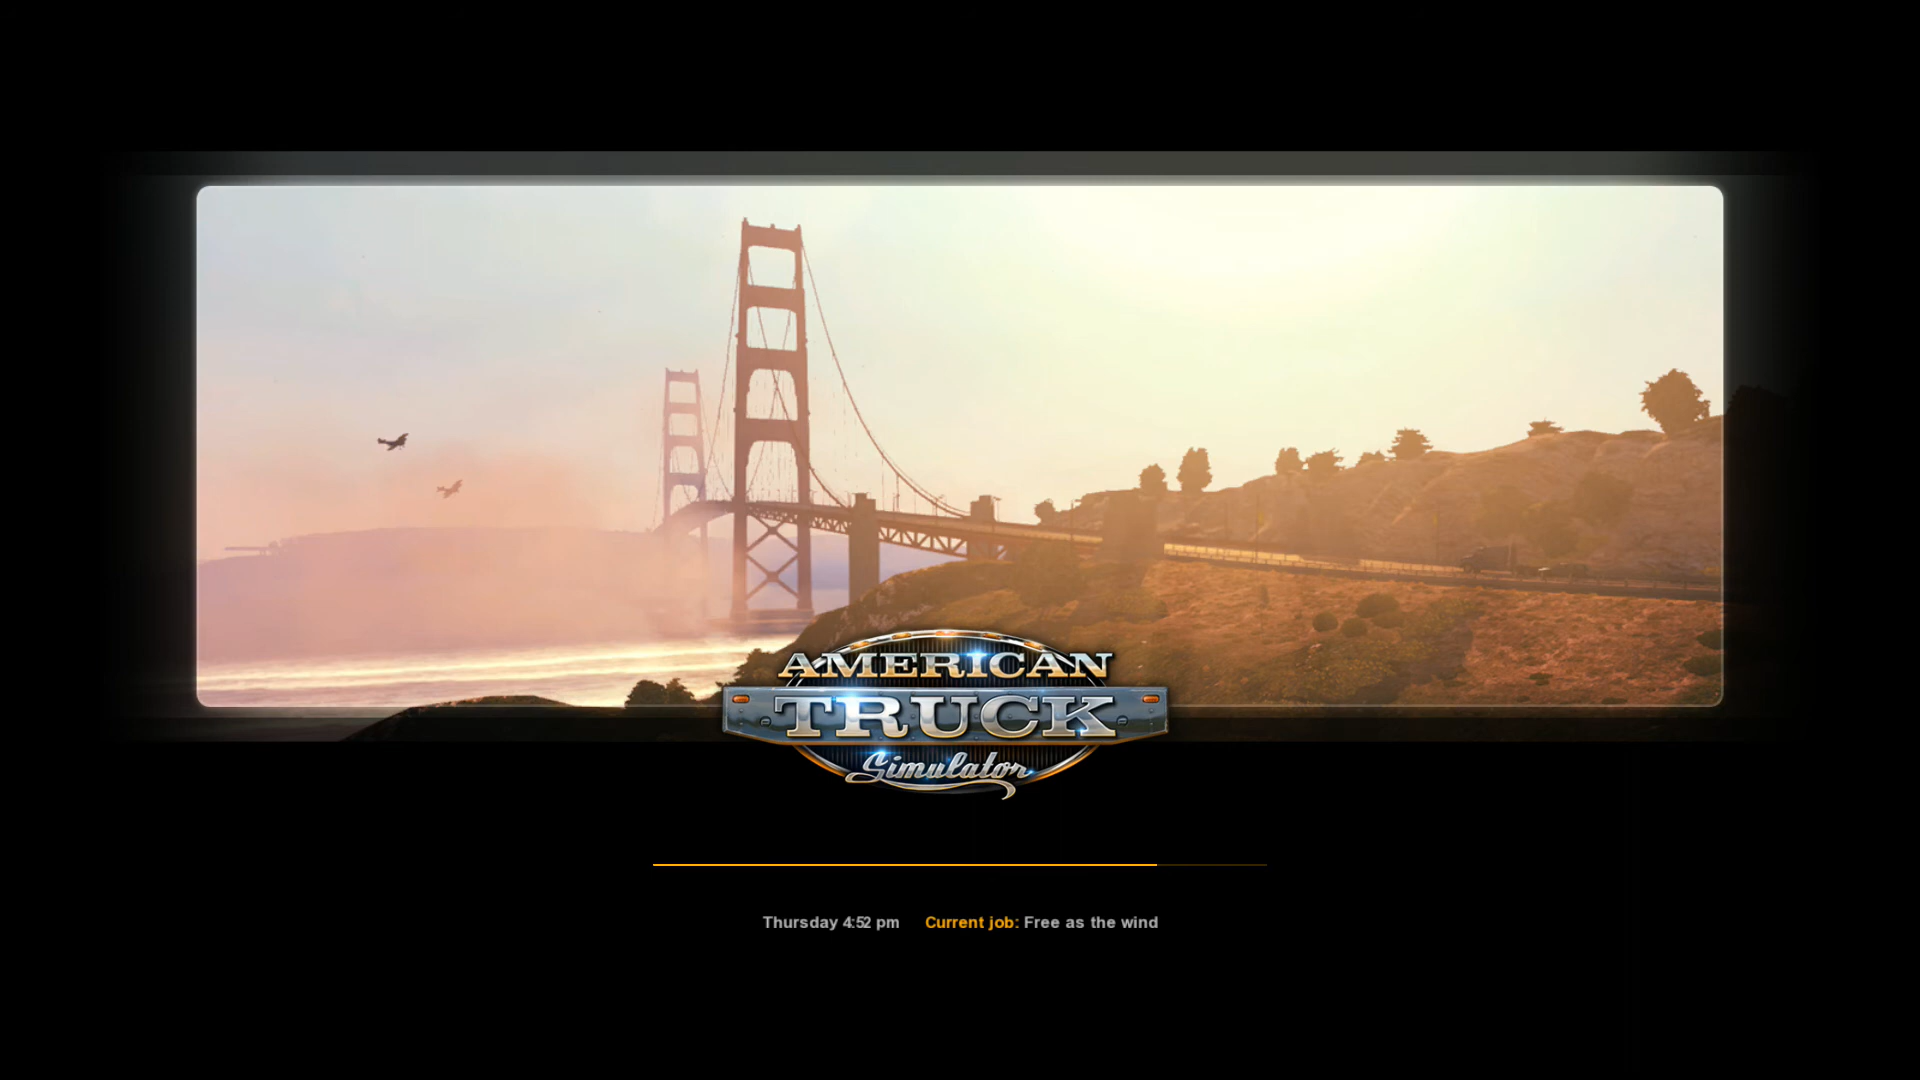 AMERICAN
TRUCK
Simulator
Thursday 4:52 pm Current job: Free as the wind